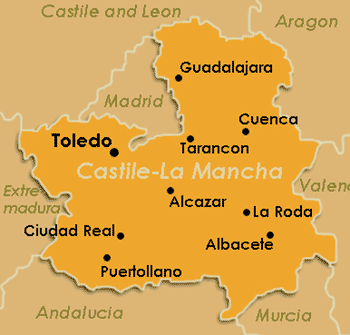 Castile and Leon
Aragon
Guadalajara
Madrid
Cuenca
Toledo
Tarancon
Castile-La Mancha
Extre-
madura
Valen
Alcazar
La Roda
Ciudad Real
Albacete
Puertollano
Andalucia
Murcia